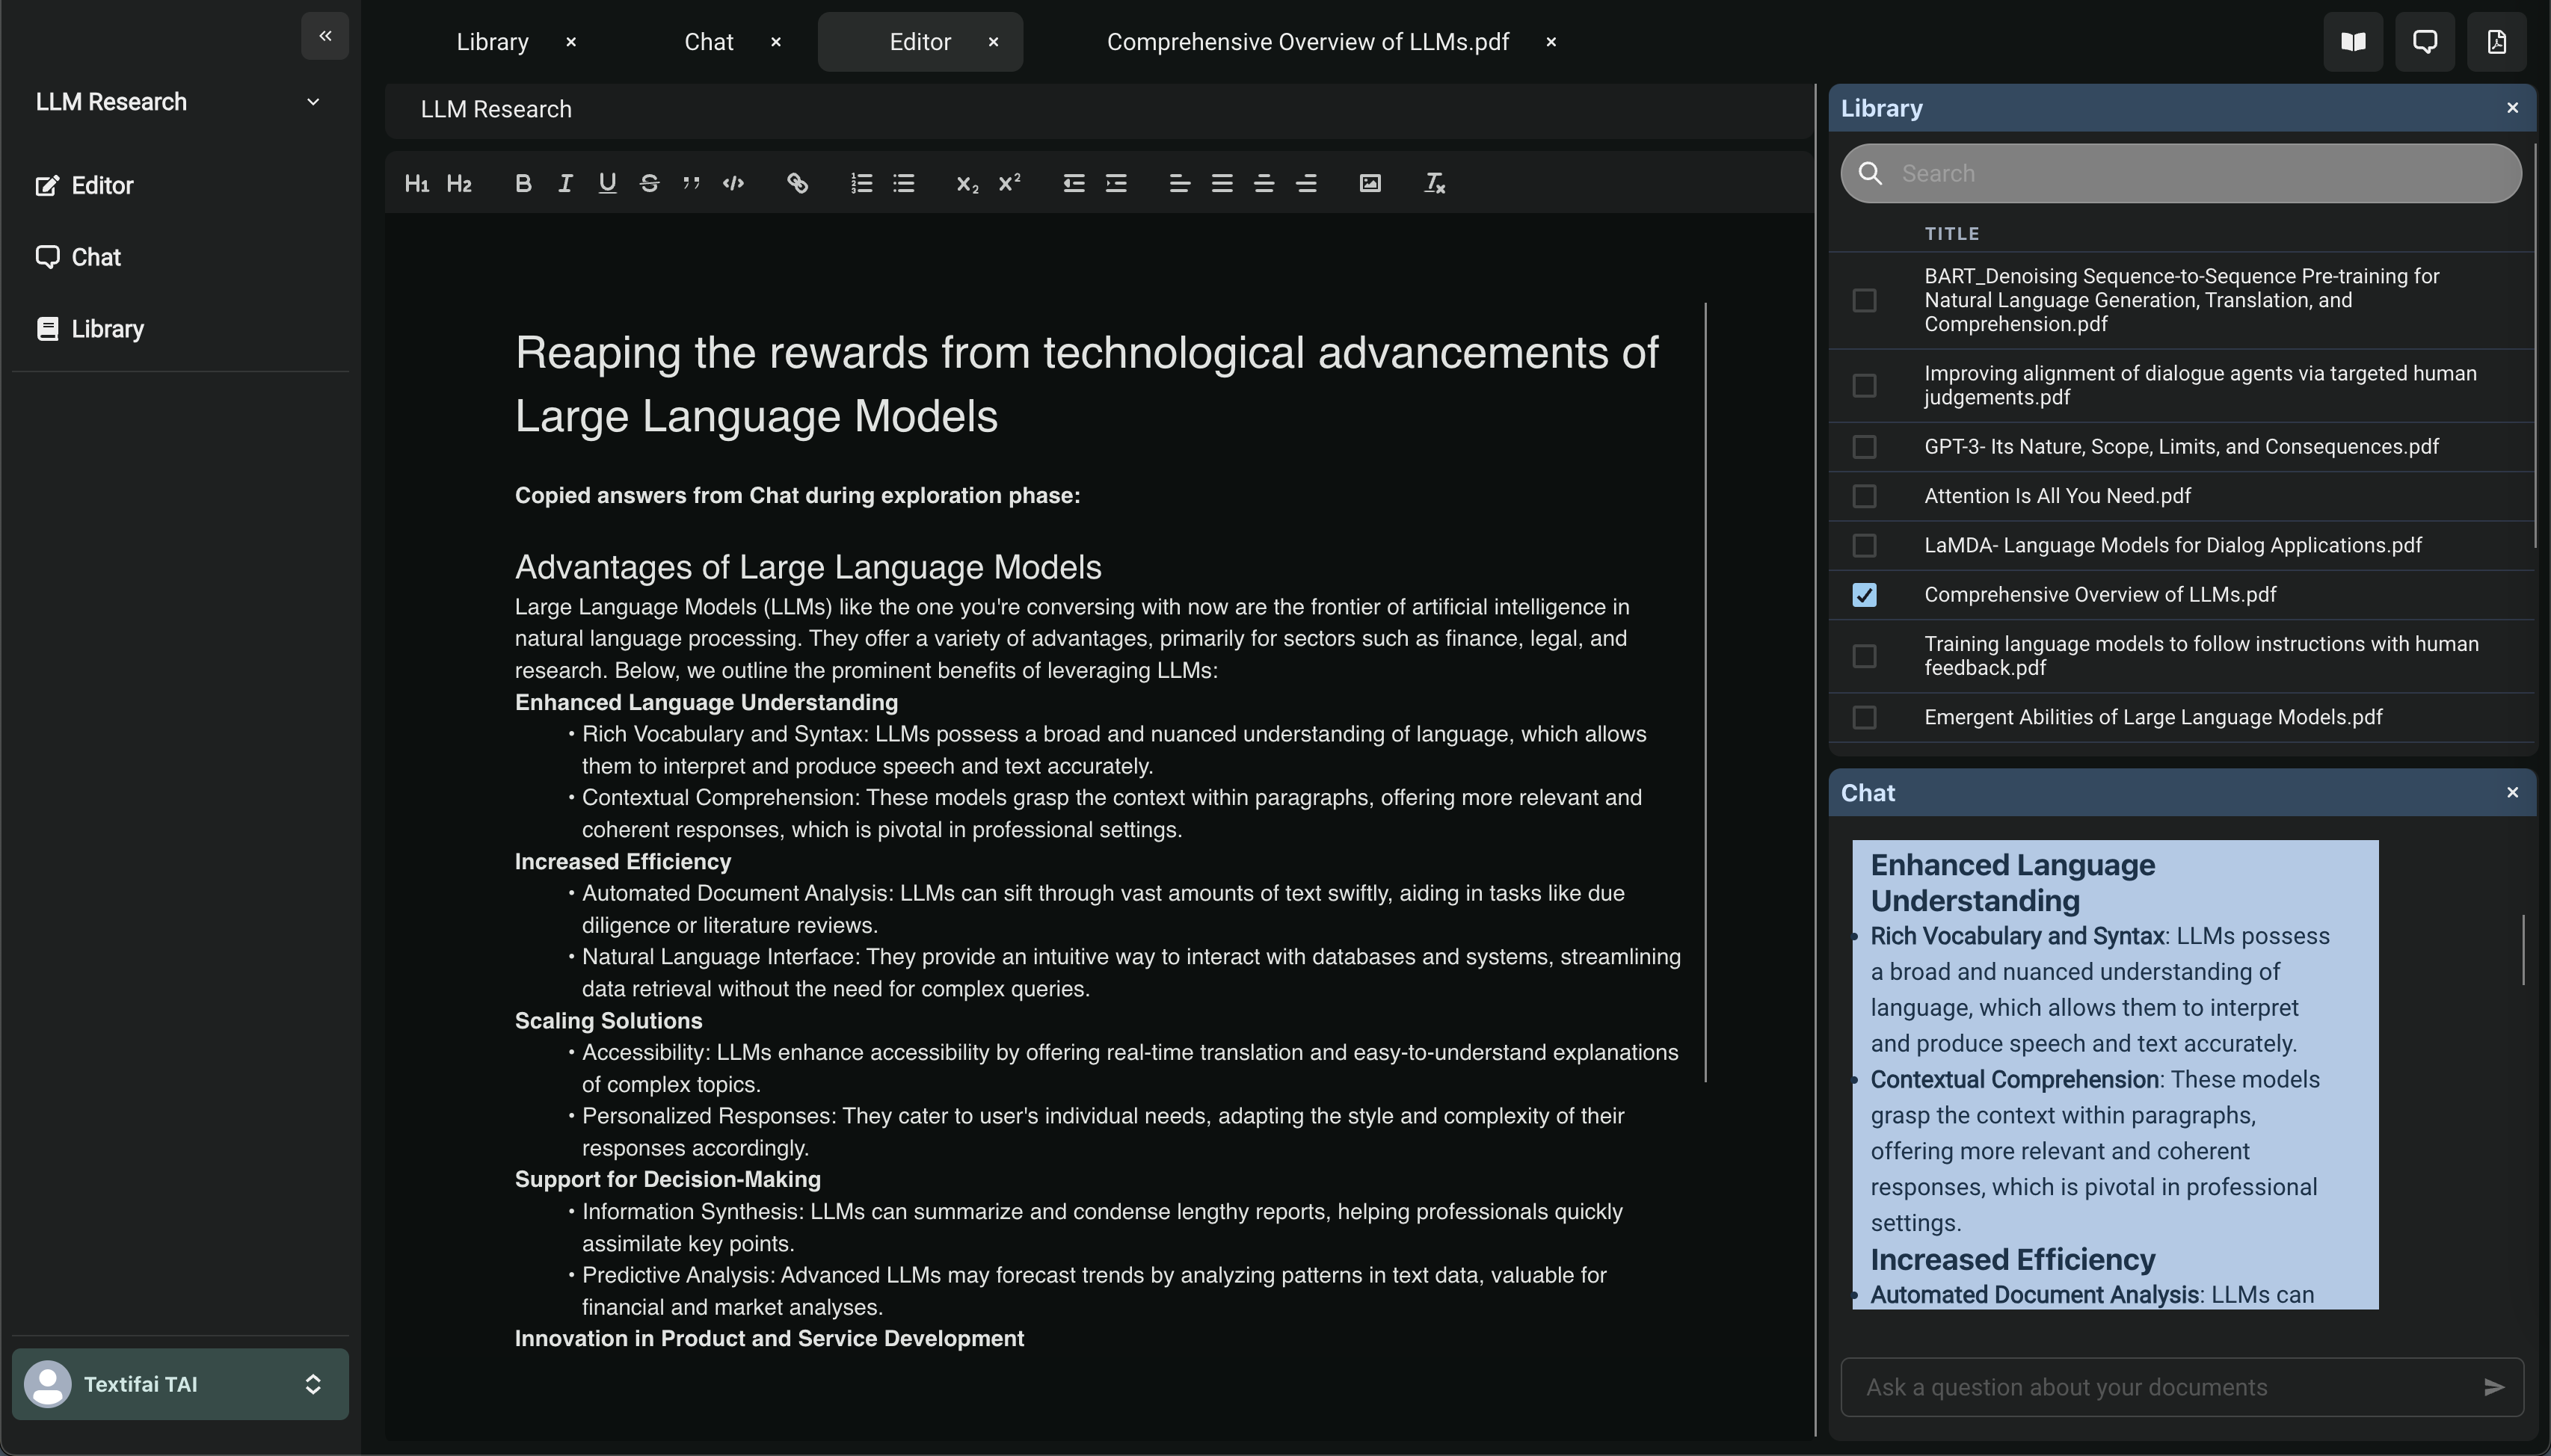 LLM Research
Editor
Chat
Library
Textifai TAI
Library
Chat
Editor
Comprehensive Overview of LLMs.pdf
LLM Research
H1 H2 B I U S
Reaping the rewards from technological advancements of
Large Language Models
Copied answers from Chat during exploration phase:
Advantages of Large Language Models
Large Language Models (LLMs) like the one you're conversing with now are the frontier of artificial intelligence in
natural language processing. They offer a variety of advantages, primarily for sectors such as finance, legal, and
research. Below, we outline the prominent benefits of leveraging LLMs:
Enhanced Language Understanding
• Rich Vocabulary and Syntax: LLMs possess a broad and nuanced understanding of language, which allows
them to interpret and produce speech and text accurately.
• Contextual Comprehension: These models grasp the context within paragraphs, offering more relevant and
coherent responses, which is pivotal in professional settings.
Increased Efficiency
• Automated Document Analysis: LLMs can sift through vast amounts of text swiftly, aiding in tasks like due
diligence or literature reviews.
• Natural Language Interface: They provide an intuitive way to interact with databases and systems, streamlining
data retrieval without the need for complex queries.
Scaling Solutions
• Accessibility: LLMs enhance accessibility by offering real-time translation and easy-to-understand explanations
of complex topics.
• Personalized Responses: They cater to user's individual needs, adapting the style and complexity of their
responses accordingly.
Support for Decision-Making
• Information Synthesis: LLMs can summarize and condense lengthy reports, helping professionals quickly
assimilate key points.
• Predictive Analysis: Advanced LLMs may forecast trends by analyzing patterns in text data, valuable for
financial and market analyses.
Innovation in Product and Service Development
Library
Search
TITLE
BART_Denoising Sequence-to-Sequence Pre-training for
Natural Language Generation, Translation, and
Comprehension.pdf
Improving alignment of dialogue agents via targeted human
judgements.pdf
GPT-3- Its Nature, Scope, Limits, and Consequences.pdf
Attention Is All You Need.pdf
LaMDA- Language Models for Dialog Applications.pdf
Comprehensive Overview of LLMs.pdf
Training language models to follow instructions with human
feedback.pdf
Emergent Abilities of Large Language Models.pdf
Chat
Enhanced Language
Understanding
• Rich Vocabulary and Syntax: LLMs possess
a broad and nuanced understanding of
language, which allows them to interpret
and produce speech and text accurately.
• Contextual Comprehension: These models
grasp the context within paragraphs,
offering more relevant and coherent
responses, which is pivotal in professional
settings.
Increased Efficiency
• Automated Document Analysis: LLMs can
Ask a question about your documents